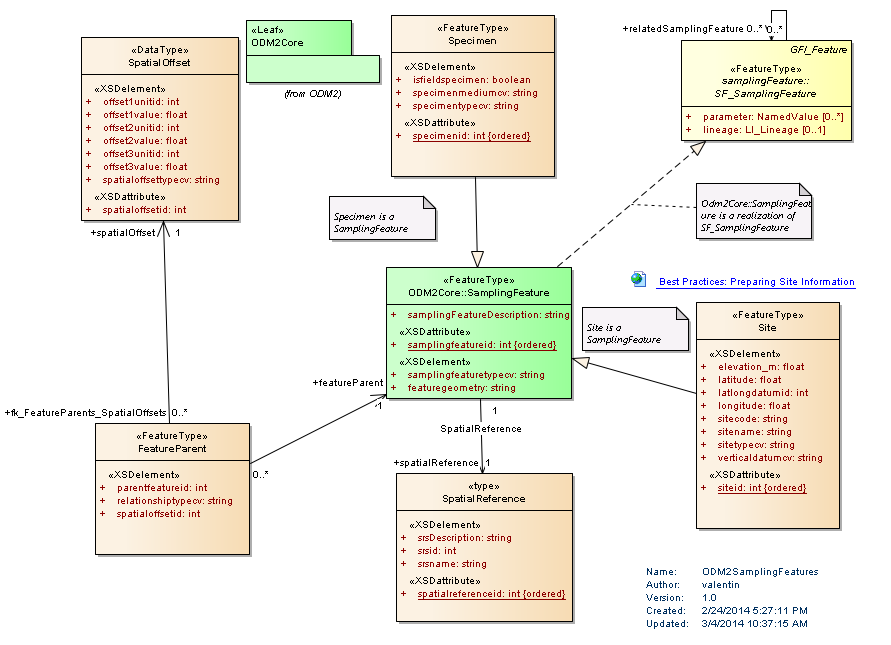 «DataType»
SpatialOffset
«XSDelement»
+ offset1unitid: int
+ offset1value: float
+ offset2unitid: int
+ offset2value: float
+ offset3unitid: int
+ offset3value: float
+ spatialoffsettypecv: string
«XSDattribute»
+ spatialoffsetid: int
«Leaf»
ODM2Core
(from ODM2)
«FeatureType»
Specimen
«XSDelement»
+ isfieldspecimen: boolean
+ specimenmediumcv: string
+ specimentypecv: string
«XSDattribute»
+ specimenid: int {ordered}
+relatedSamplingFeature 0..*
0..*
GFI_Feature
«FeatureType»
samplingFeature::
SF_SamplingFeature
+ parameter: NamedValue [0..*]
+ lineage: LI_Lineage [0..1]
Specimen is a
SamplingFeature
Odm2Core::SamplingFeat
ure is a realization of
SF_SamplingFeature
+spatialOffset 1
«FeatureType»
ODM2Core::SamplingFeature
+ samplingFeatureDescription: string
«XSDattribute»
+ samplingfeatureid: int {ordered}
«XSDelement»
+ samplingfeaturetypecv: string
+ featuregeometry: string
Best Practices: Preparing Site Information
Site is a
SamplingFeature
«FeatureType»
Site
«XSDelement»
+ elevation_m: float
+ latitude: float
+ latlongdatumid: int
+ longitude: float
+ sitecode: string
+ sitename: string
+ sitetypecv: string
+ verticaldatumcv: string
«XSDattribute»
+ siteid: int {ordered}
+featureParent
1
+fk_FeatureParents_SpatialOffsets 0..*
«FeatureType»
FeatureParent
«XSDelement»
+ parentfeatureid: int
+ relationshiptypecv: string
+ spatialoffsetid: int
0..*
1
SpatialReference
+spatialReference 1
«type»
SpatialReference
«XSDelement»
+ srsDescription: string
+ srsid: int
+ srsname: string
«XSDattribute»
+ spatialreferenceid: int {ordered}
Name: ODM2SamplingFeatures
Author: valentin
Version: 1.0
Created: 2/24/2014 5:27:11 PM
Updated: 3/4/2014 10:37:15 AM